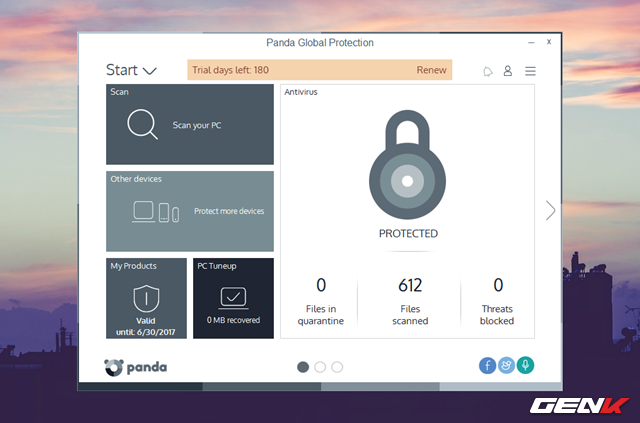 Panda Global Protection
Start
Trial days left: 180 Renew
Scan
Scan your PC
Other devices
Protect more devices
My Products
Valid
until: 6/30/2017
PC Tuneup
0 MB recovered
Antivirus
PROTECTED
0
Files in
quarantine
612
Files
scanned
0
Threats
blocked
panda
f
GENK